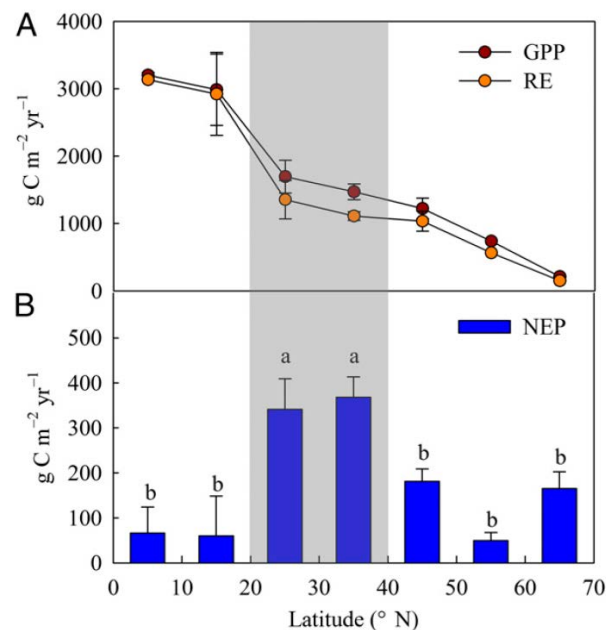 A
4000
3000
2000
1000
0
g C m⁻² yr⁻¹
GPP
RE
B
500
400
300
200
100
0
g C m⁻² yr⁻¹
NEP
b b a a b b b
0 10 20 30 40 50 60 70
Latitude (° N)